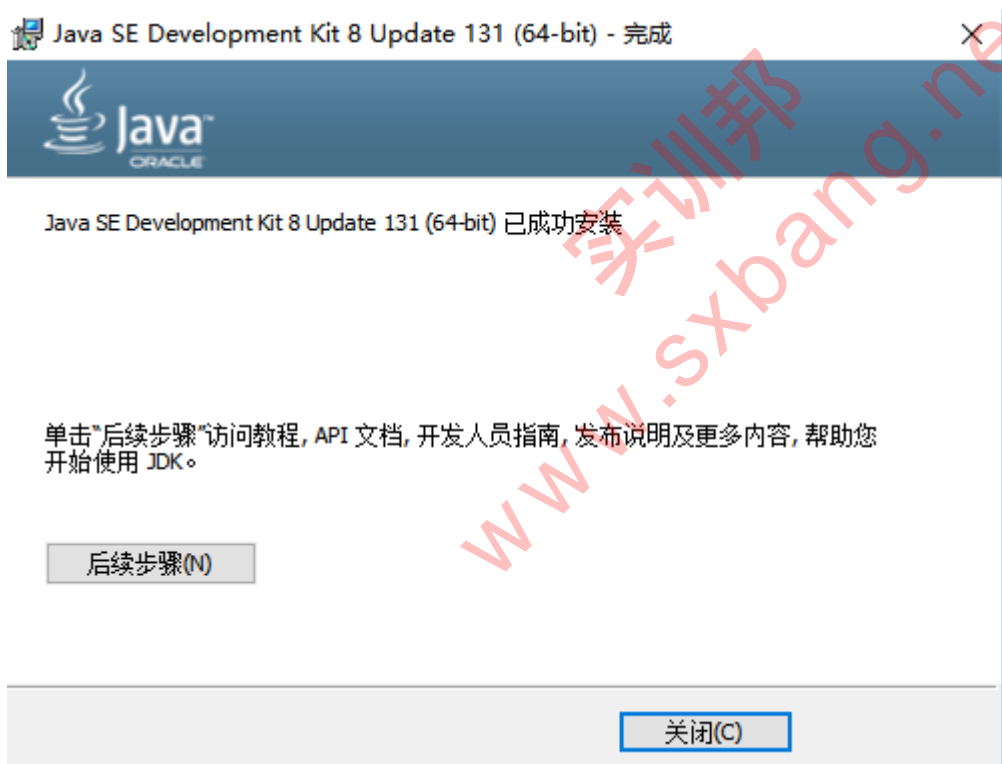 Java SE Development Kit 8 Update 131 (64-bit) - 完成
Java™
ORACLE
Java SE Development Kit 8 Update 131 (64-bit) 已成功安装
单击“后续步骤”访问教程, API 文档, 开发人员指南, 发布说明及更多内容, 帮助您
开始使用 JDK。
后续步骤(N)
关闭(C)
实训邦
www.sxbang.ne